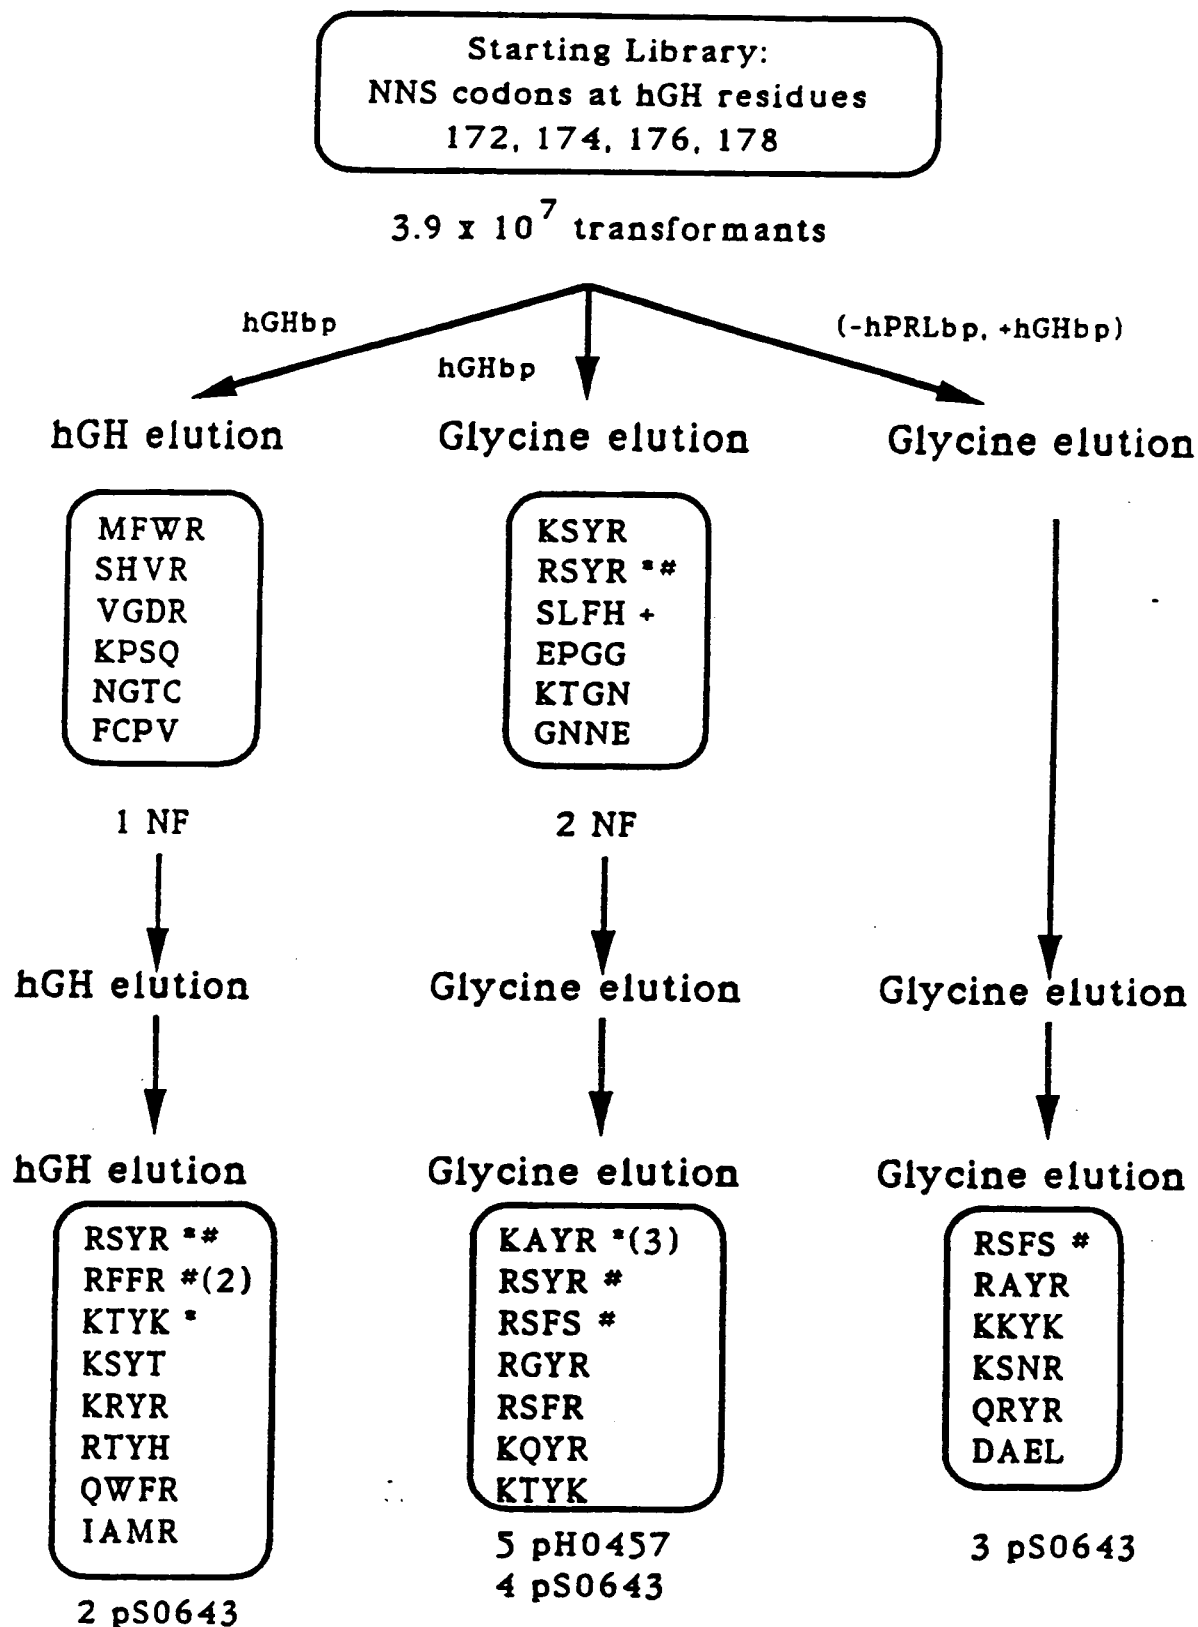 Starting Library:
NNS codons at hGH residues
172, 174, 176, 178
3.9 x 10^7 transformants
hGHbp
hGHbp
(-hPRLbp, +hGHbp)
hGH elution
MFWR
SHVR
VGDR
KPSQ
NGTC
FCPV
1 NF
Glycine elution
KSYR
RSYR *#
SLFH +
EPGG
KTGN
GNNE
2 NF
Glycine elution
hGH elution
Glycine elution
Glycine elution
hGH elution
RSYR *#
RFFR #(2)
KTYK *
KSYT
KRYR
RTYH
QWFR
IAMR
2 pS0643
Glycine elution
KAYR *(3)
RSYR #
RSFS #
RGYR
RSFR
KQYR
KTYK
5 pH0457
4 pS0643
Glycine elution
RSFS #
RAYR
KKYK
KSNR
QRYR
DAEL
3 pS0643